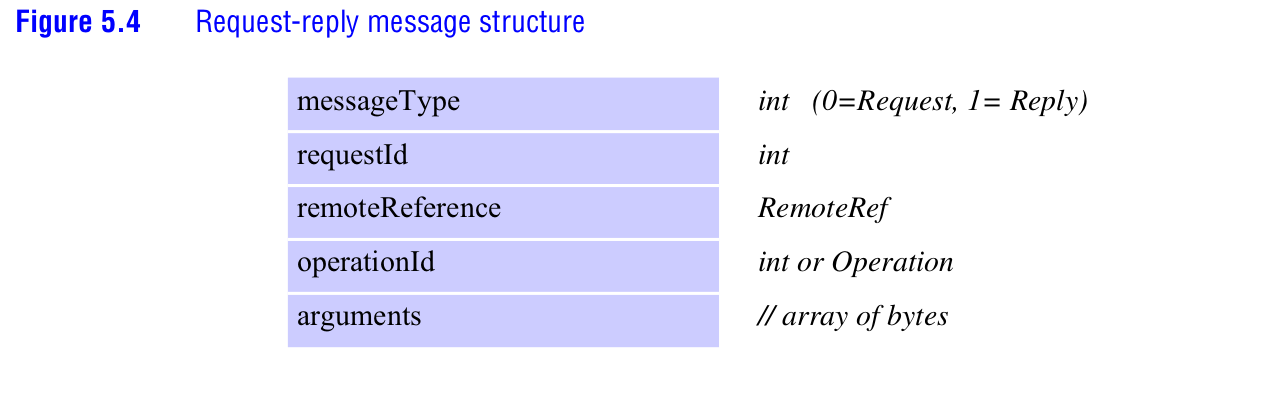 Figure 5.4 Request-reply message structure
messageType int (0=Request, 1= Reply)
requestId int
remoteReference RemoteRef
operationId int or Operation
arguments // array of bytes